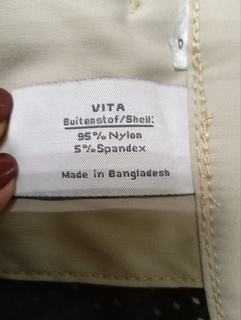 VITA
Buitenstof/Shell:
95% Nylon
5% Spandex
Made in Bangladesh